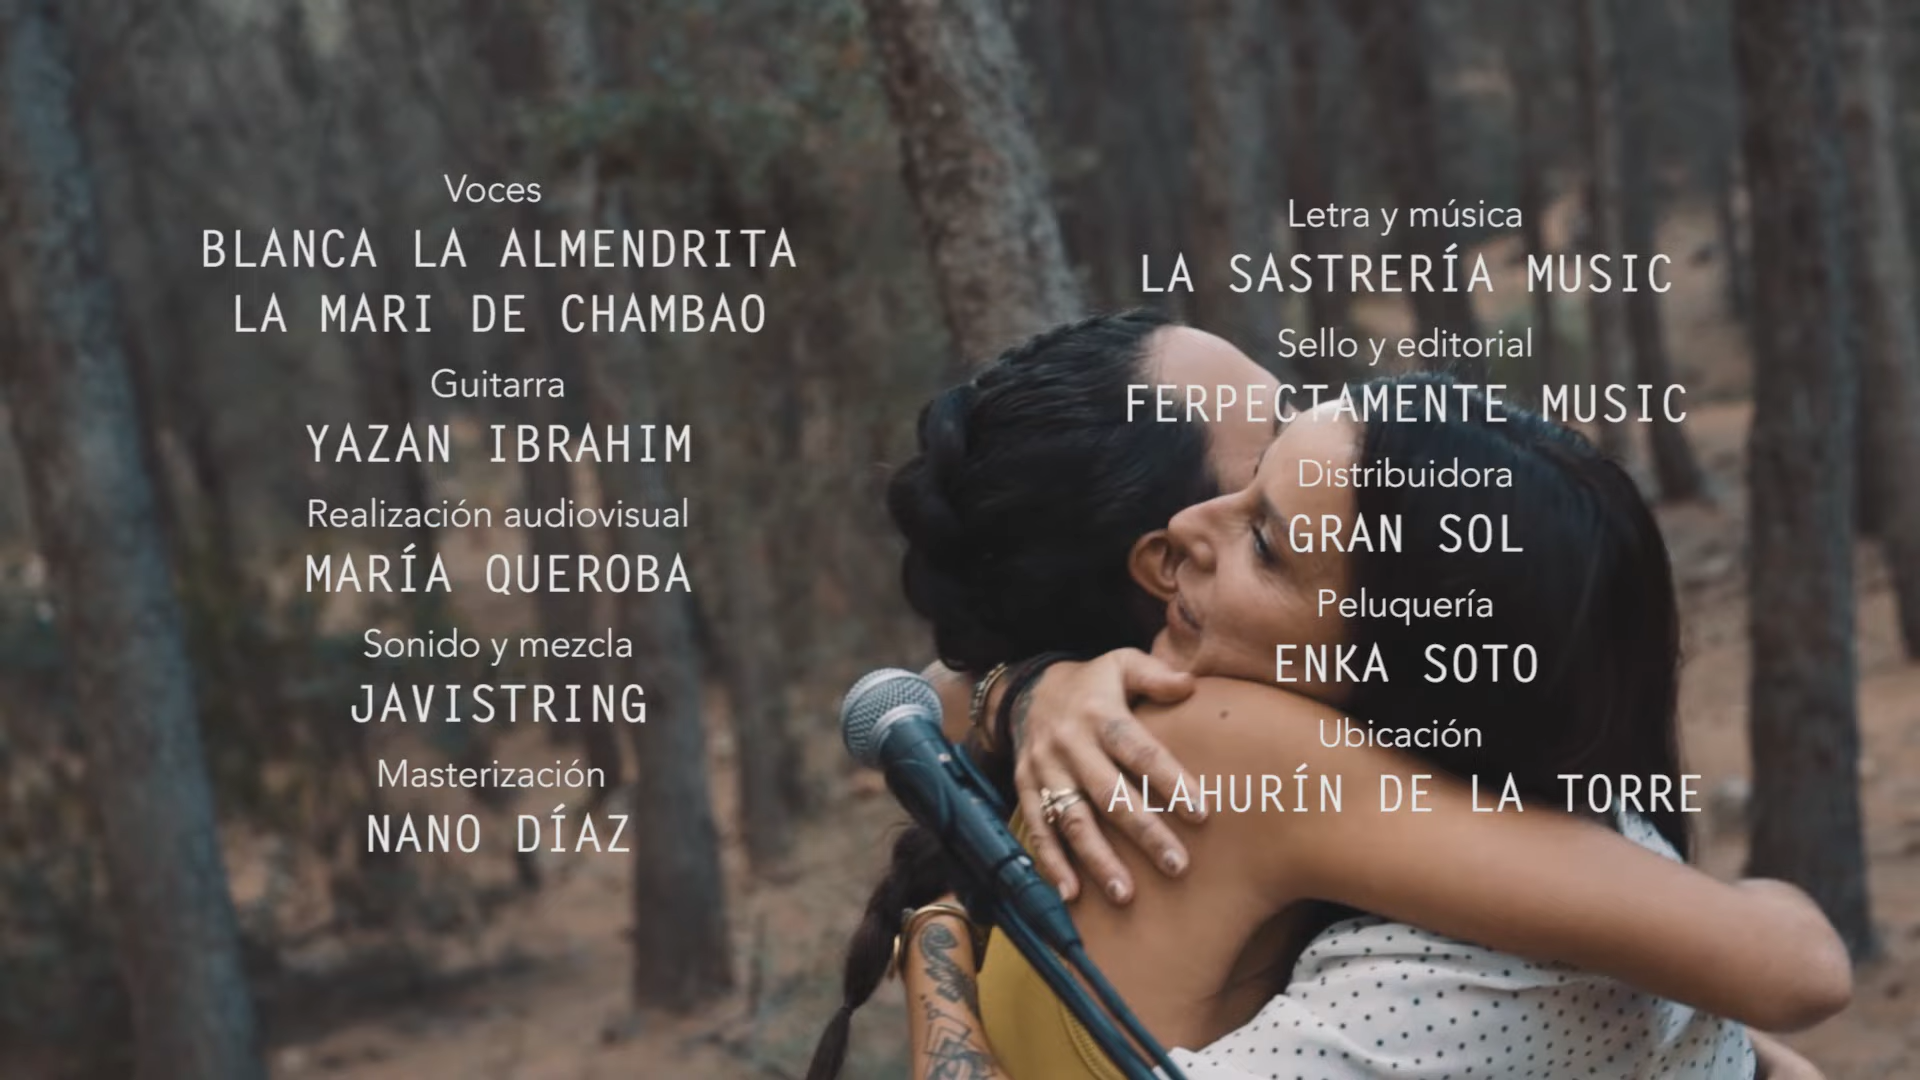 Voces
BLANCA LA ALMENDRITA
LA MARI DE CHAMBAO
Guitarra
YAZAN IBRAHIM
Realización audiovisual
MARÍA QUEROBA
Sonido y mezcla
JAVISTRING
Masterización
NANO DÍAZ
Letra y música
LA SASTRERÍA MUSIC
Sello y editorial
FERPECTAMENTE MUSIC
Distribuidora
GRAN SOL
Peluquería
ENKA SOTO
Ubicación
ALAHURÍN DE LA TORRE